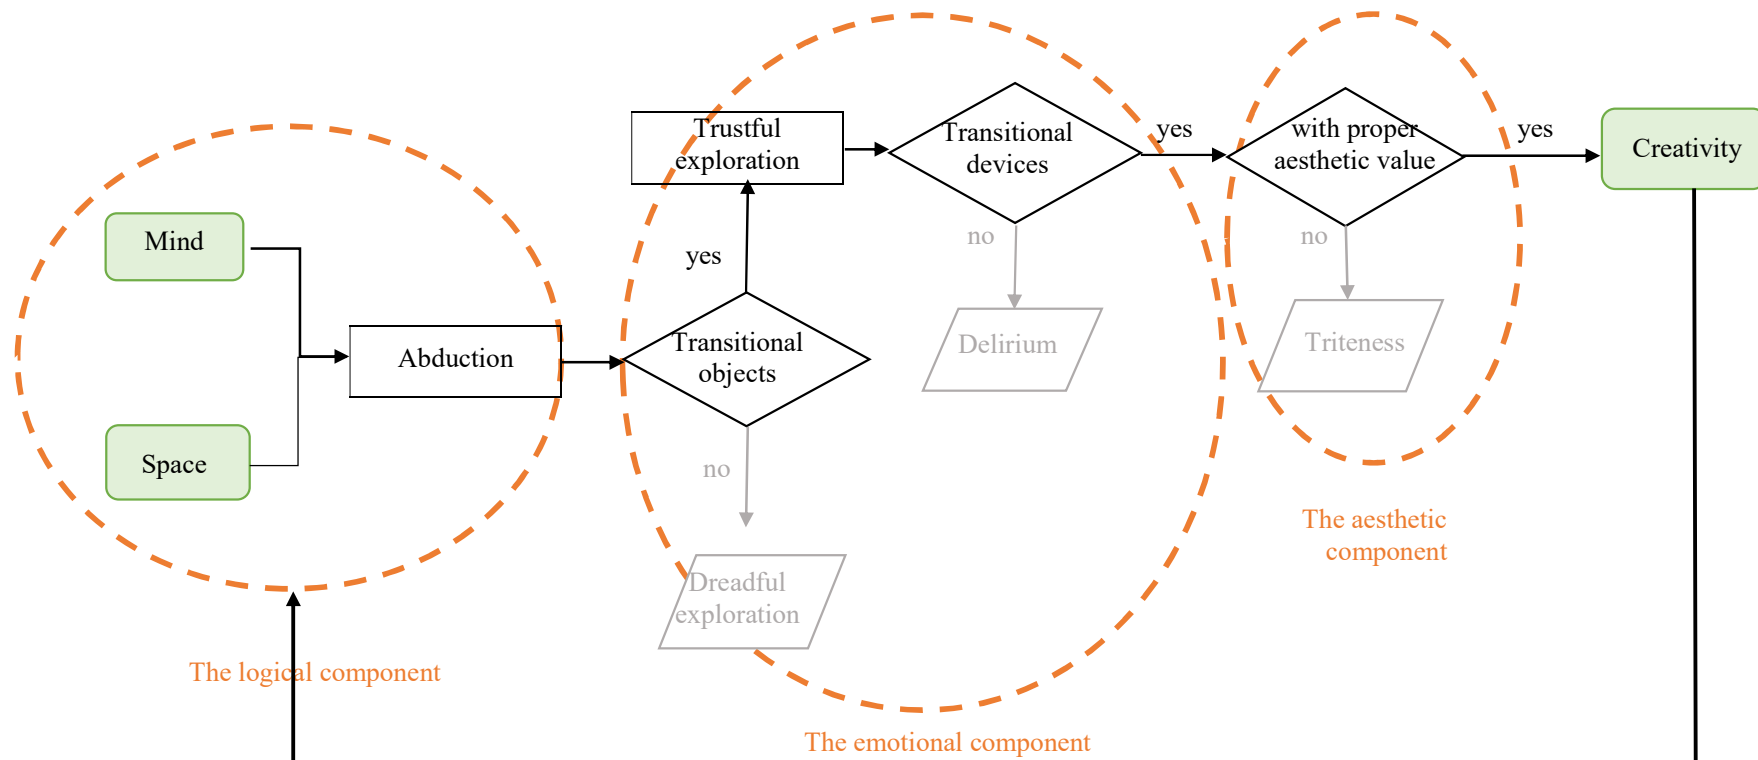 Mind
Space
Abduction
Transitional
objects
yes
no
Trustful
exploration
Dreadful
exploration
Transitional
devices
yes
no
Delirium
with proper
aesthetic value
yes
no
Triteness
Creativity
The logical component
The emotional component
The aesthetic
component